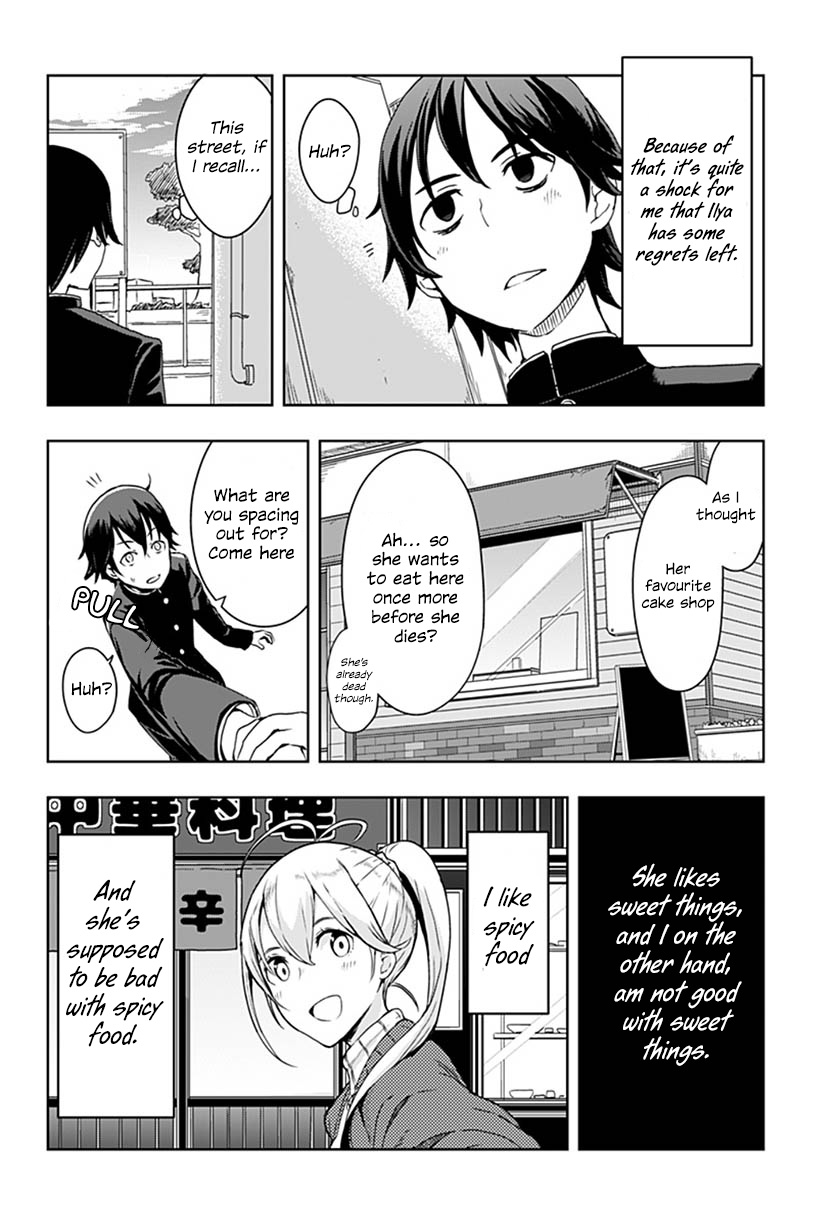 Because of
that, it's quite
a shock for
me that Ilya
has some
regrets left.
Huh?
This
street, if
I recall...
As I
thought
Her
favourite
cake shop
Ah... so
she wants
to eat here
once more
before she
dies?
She's
already
dead
though.
What are
you spacing
out for?
Come here
PULL
Huh?
She likes
sweet things,
and I on the
other hand,
am not good
with sweet
things.
I like
spicy
food
中華料理
辛
And
she's
supposed
to be bad
with spicy
food.